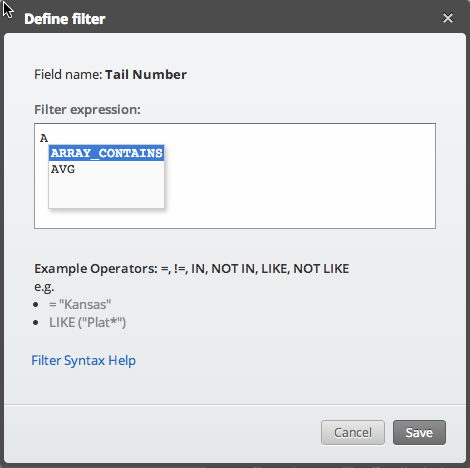 Define filter
Field name: Tail Number
Filter expression:
A
ARRAY_CONTAINS
AVG
Example Operators: =, !=, IN, NOT IN, LIKE, NOT LIKE
e.g.
• = "Kansas"
• LIKE ("Plat*")
Filter Syntax Help
Cancel Save